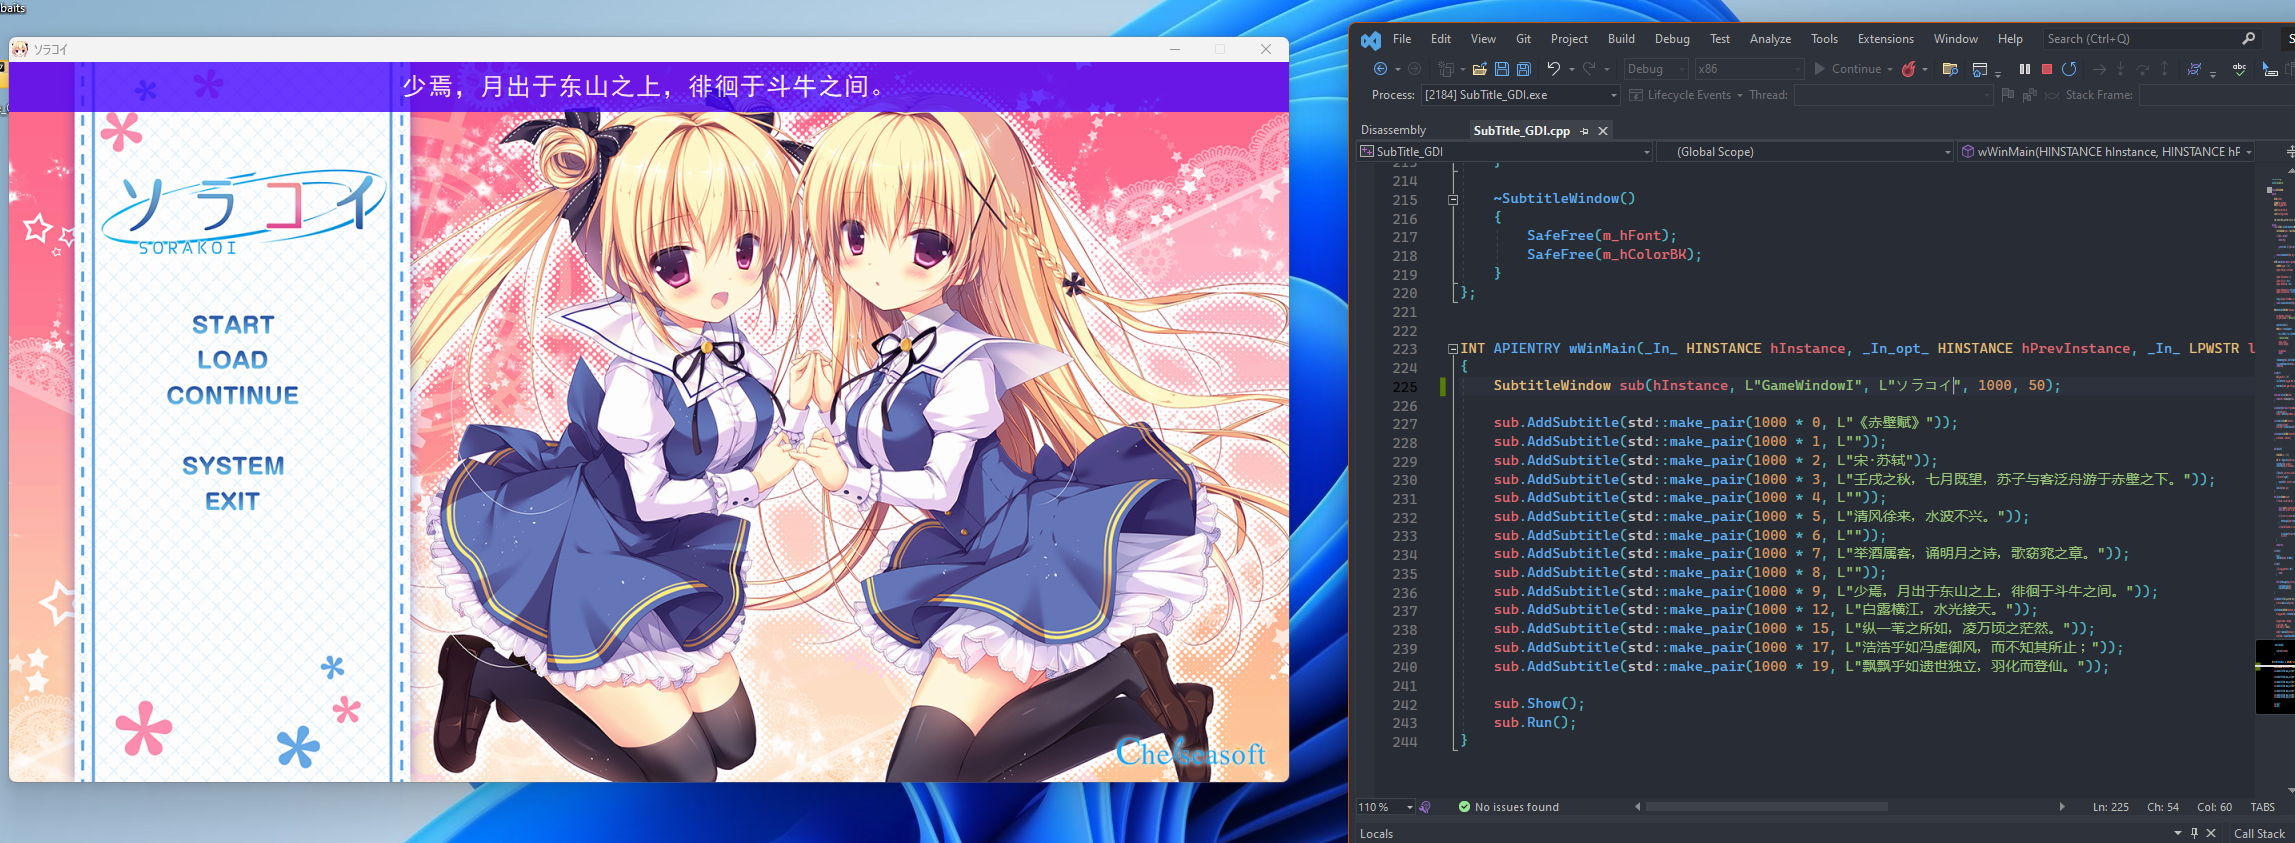 baits
ソラコイ
少焉，月出于东山之上，徘徊于斗牛之间。
ソラコイ
SORAKOI
START
LOAD
CONTINUE
SYSTEM
EXIT
Chelseasoft
File Edit View Git Project Build Debug Test Analyze Tools Extensions Window Help Search (Ctrl+Q)
Debug x86 Continue
Process: [2184] SubTitle_GDI.exe Lifecycle Events Thread: Stack Frame:
Disassembly SubTitle_GDI.cpp
SubTitle_GDI (Global Scope) wWinMain(HINSTANCE hInstance, HINSTANCE hP
213 }
214
215 ~SubtitleWindow()
216 {
217 SafeFree(m_hFont);
218 SafeFree(m_hColorBK);
219 }
220 };
221
222
223 INT APIENTRY wWinMain(_In_ HINSTANCE hInstance, _In_opt_ HINSTANCE hPrevInstance, _In_ LPWSTR l
224 {
225 SubtitleWindow sub(hInstance, L"GameWindowI", L"ソラコイ", 1000, 50);
226
227 sub.AddSubtitle(std::make_pair(1000 * 0, L"《赤壁赋》"));
228 sub.AddSubtitle(std::make_pair(1000 * 1, L""));
229 sub.AddSubtitle(std::make_pair(1000 * 2, L"宋·苏轼"));
230 sub.AddSubtitle(std::make_pair(1000 * 3, L"壬戌之秋，七月既望，苏子与客泛舟游于赤壁之下。"));
231 sub.AddSubtitle(std::make_pair(1000 * 4, L""));
232 sub.AddSubtitle(std::make_pair(1000 * 5, L"清风徐来，水波不兴。"));
233 sub.AddSubtitle(std::make_pair(1000 * 6, L""));
234 sub.AddSubtitle(std::make_pair(1000 * 7, L"举酒属客，诵明月之诗，歌窈窕之章。"));
235 sub.AddSubtitle(std::make_pair(1000 * 8, L""));
236 sub.AddSubtitle(std::make_pair(1000 * 9, L"少焉，月出于东山之上，徘徊于斗牛之间。"));
237 sub.AddSubtitle(std::make_pair(1000 * 12, L"白露横江，水光接天。"));
238 sub.AddSubtitle(std::make_pair(1000 * 15, L"纵一苇之所如，凌万顷之茫然。"));
239 sub.AddSubtitle(std::make_pair(1000 * 17, L"浩浩乎如冯虚御风，而不知其所止；"));
240 sub.AddSubtitle(std::make_pair(1000 * 19, L"飘飘乎如遗世独立，羽化而登仙。"));
241
242 sub.Show();
243 sub.Run();
244 }
110 % No issues found Ln: 225 Ch: 54 Col: 60 TABS
Locals Call Stack